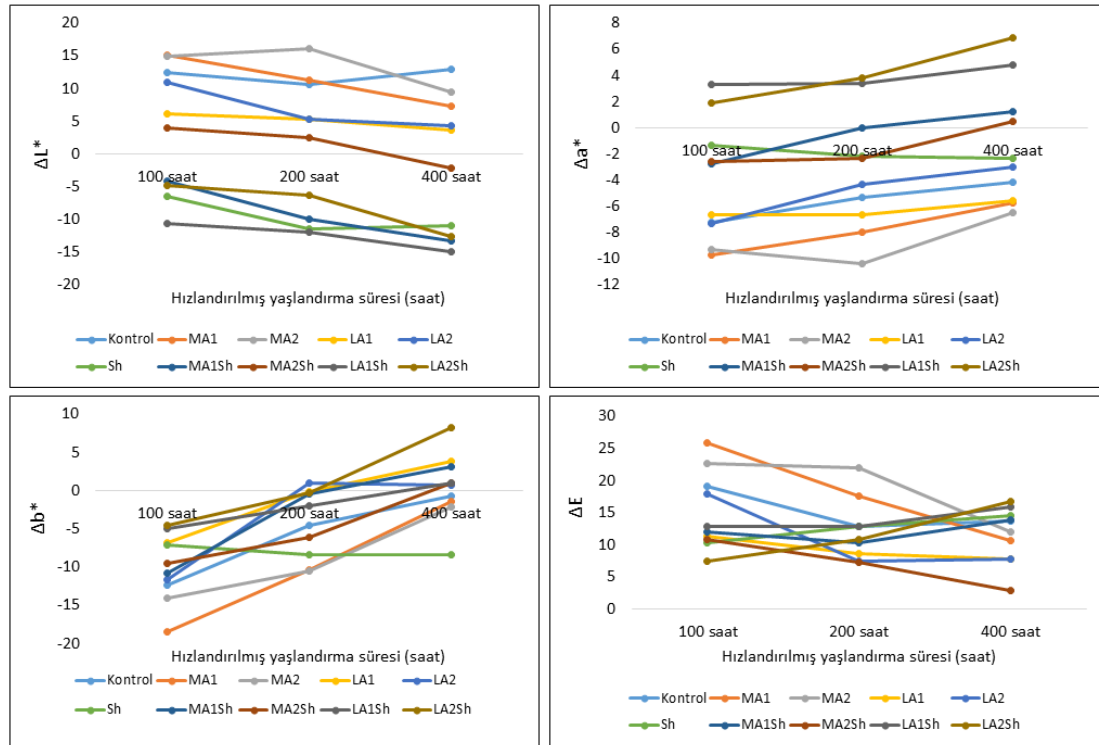 20
15
10
5
0
-5
-10
-15
-20
ΔL*
100 saat 200 saat 400 saat
Hızlandırılmış yaşlandırma süresi (saat)
Kontrol MA1 MA2 LA1 LA2
Sh MA1Sh MA2Sh LA1Sh LA2Sh
8
6
4
2
0
-2
-4
-6
-8
-10
-12
Δa*
100 saat 200 saat 400 saat
Hızlandırılmış yaşlandırma süresi (saat)
Kontrol MA1 MA2 LA1 LA2
Sh MA1Sh MA2Sh LA1Sh LA2Sh
10
5
0
-5
-10
-15
-20
Δb*
100 saat 200 saat 400 saat
Hızlandırılmış yaşlandırma süresi (saat)
Kontrol MA1 MA2 LA1 LA2
Sh MA1Sh MA2Sh LA1Sh LA2Sh
30
25
20
15
10
5
0
ΔE
100 saat 200 saat 400 saat
Hızlandırılmış yaşlandırma süresi (saat)
Kontrol MA1 MA2 LA1 LA2
Sh MA1Sh MA2Sh LA1Sh LA2Sh